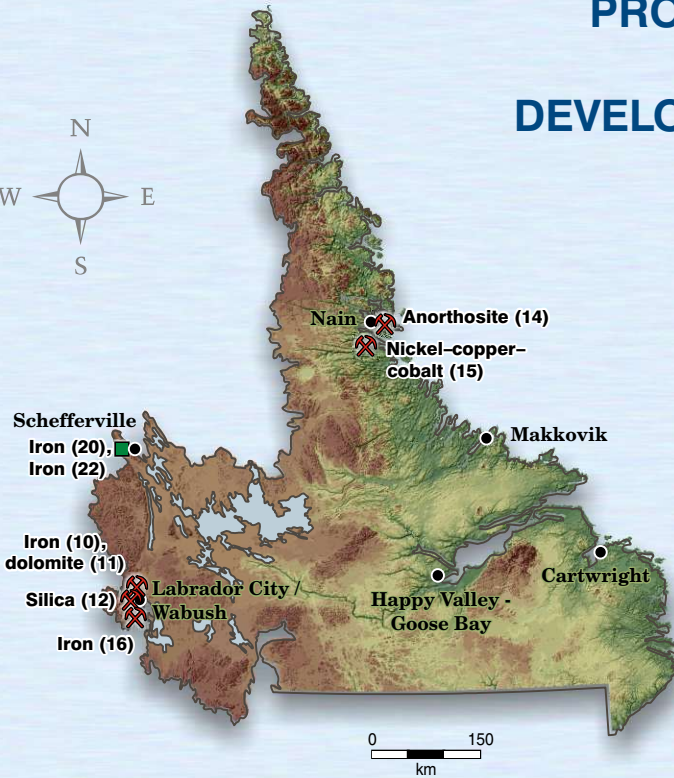 PRO
DEVELO
N
W E
S
Nain
Anorthosite (14)
Nickel–copper–
cobalt (15)
Schefferville
Iron (20),
Iron (22)
Makkovik
Iron (10),
dolomite (11)
Silica (12)
Labrador City /
Wabush
Iron (16)
Happy Valley -
Goose Bay
Cartwright
0 150
km